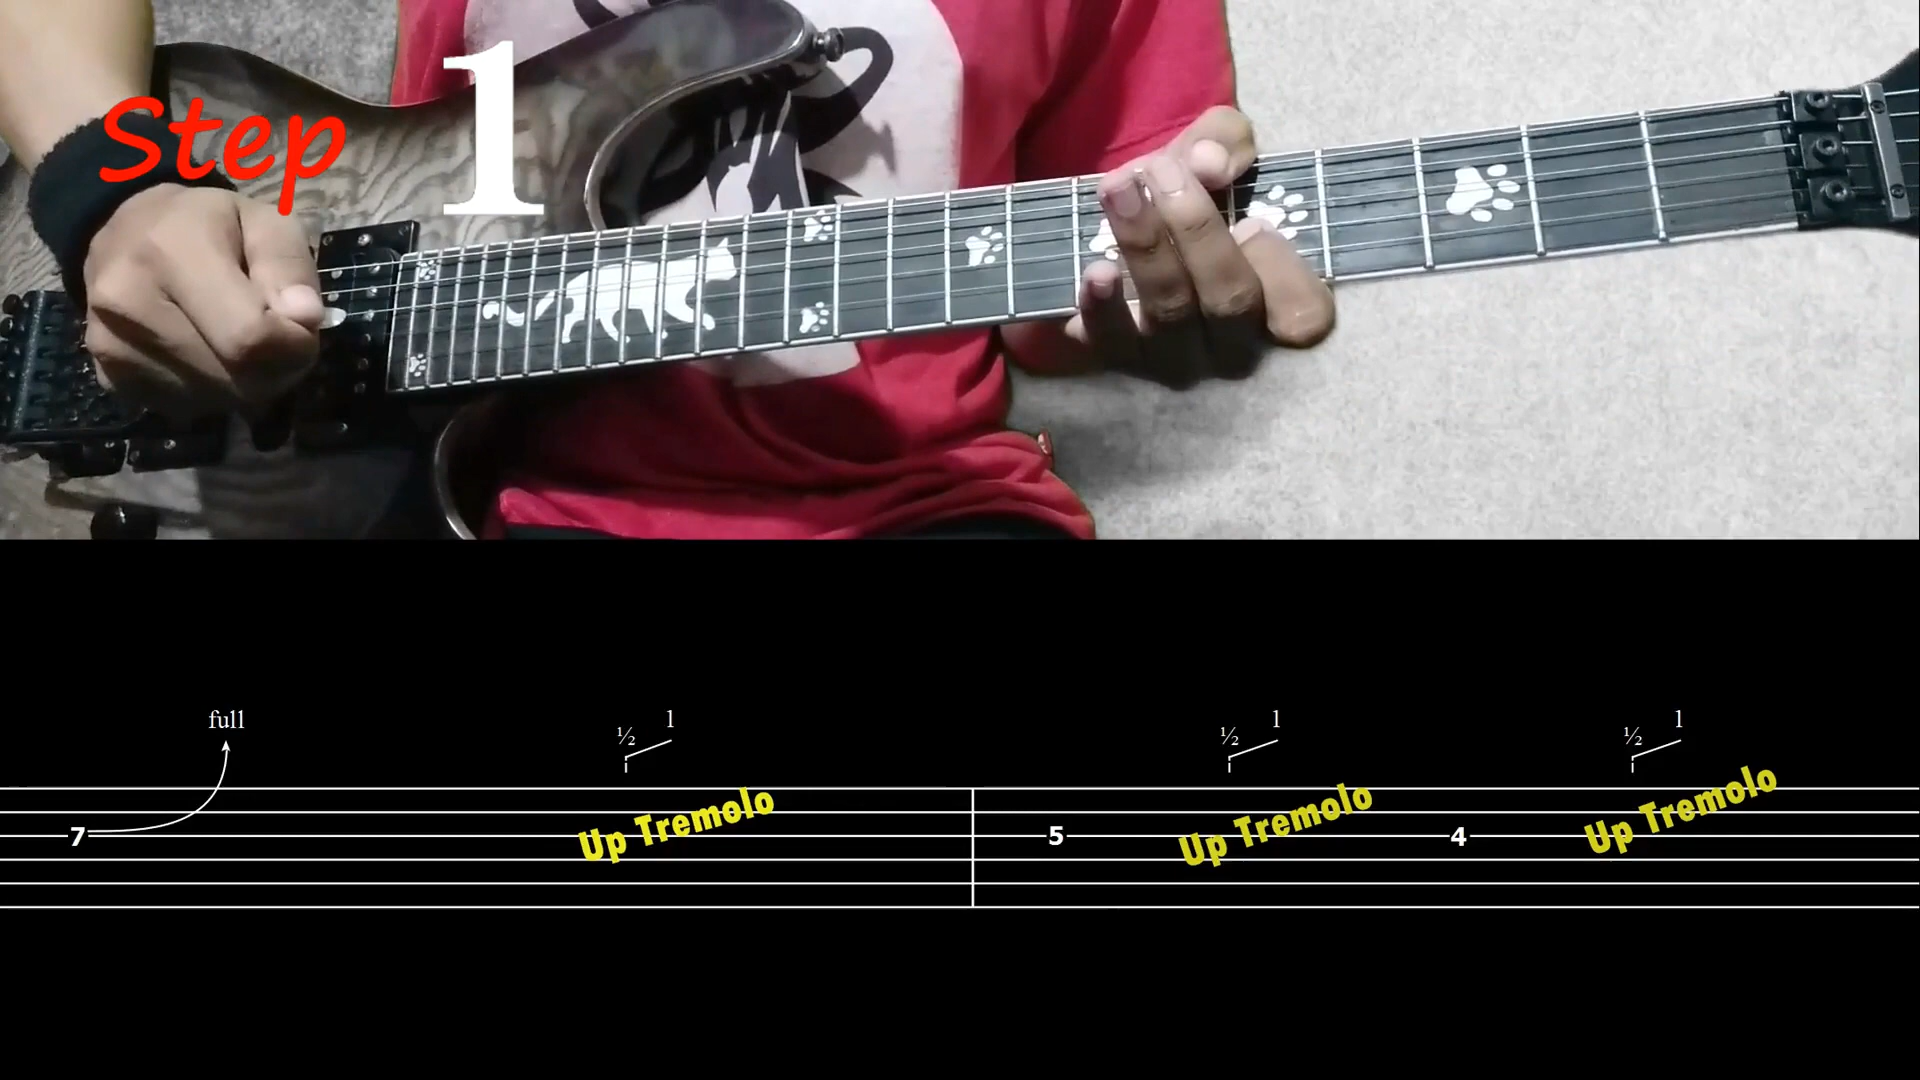 Step 1
full
½ 1
½ 1
½ 1
7 Up Tremolo 5 Up Tremolo 4 Up Tremolo